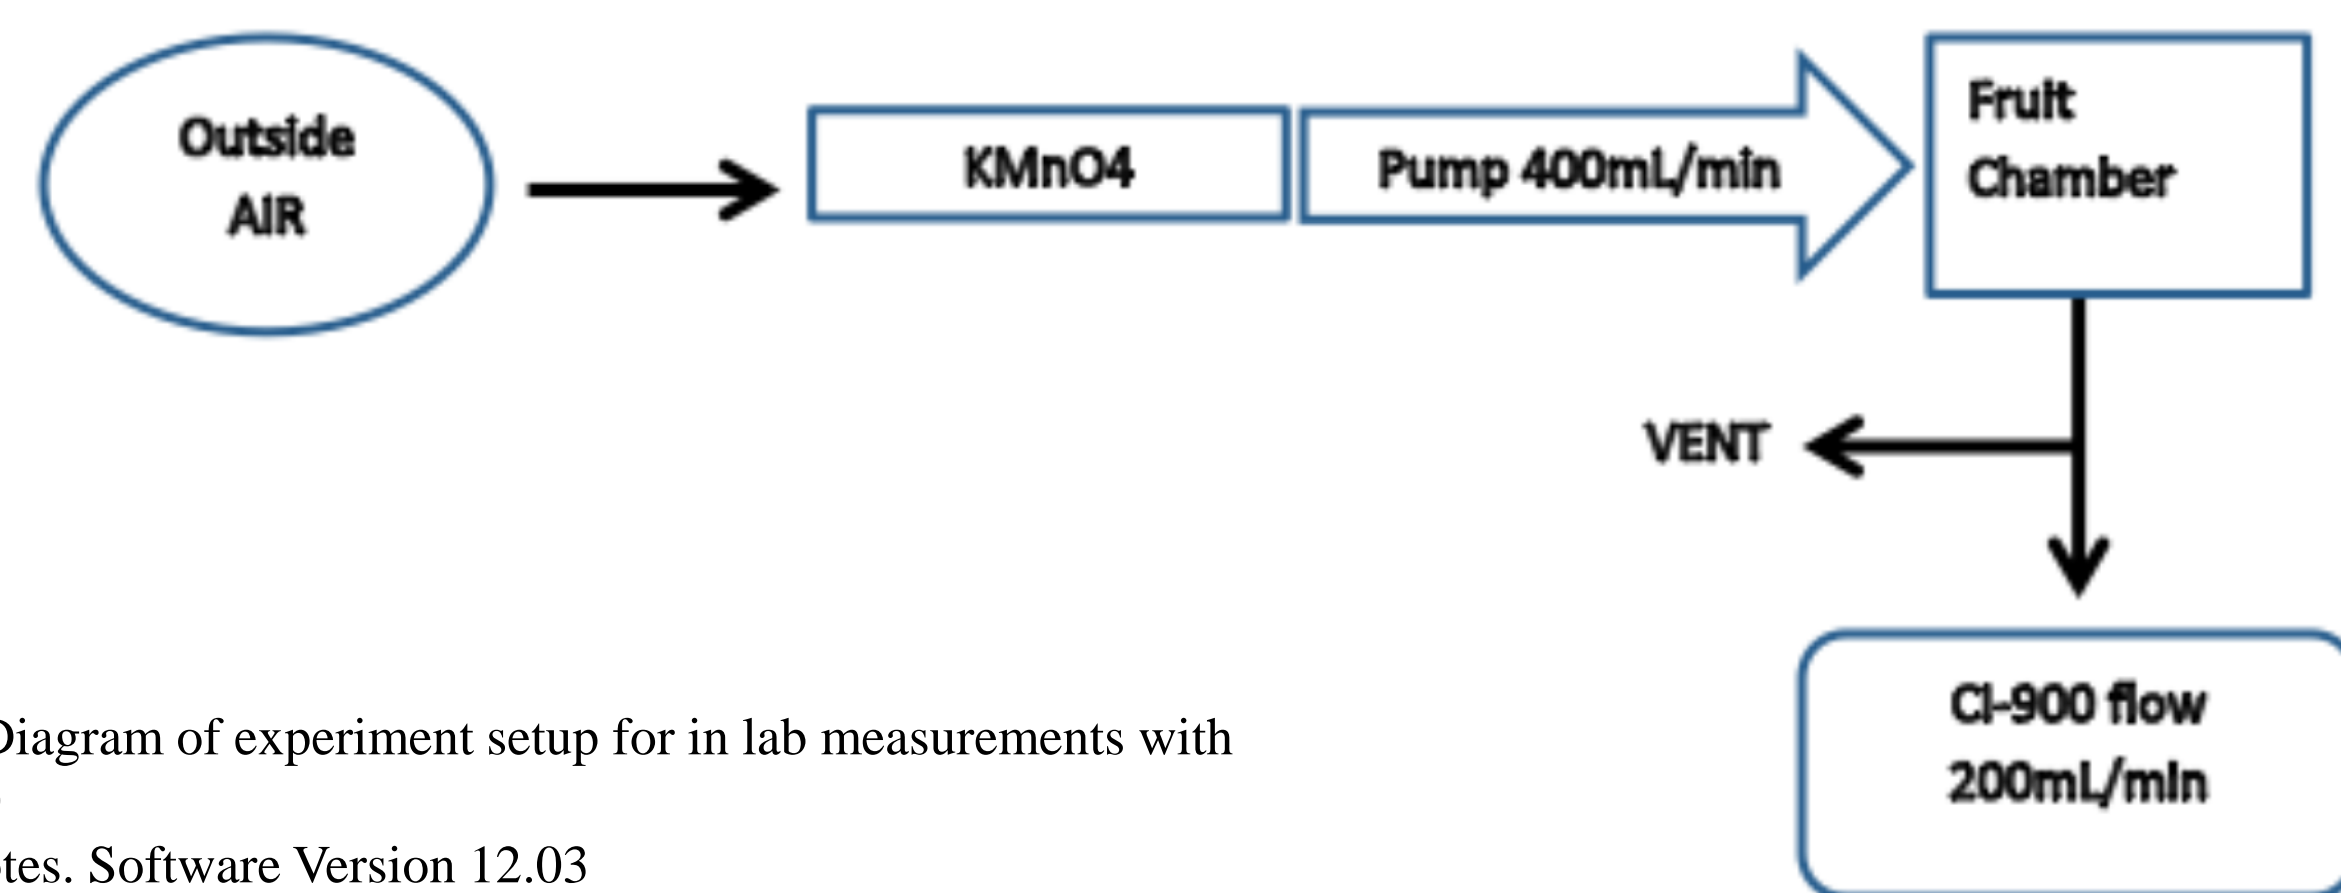 Outside
AIR
KMnO4
Pump 400mL/min
Fruit
Chamber
VENT
CI-900 flow
200mL/min
Diagram of experiment setup for in lab measurements with
Software Version 12.03